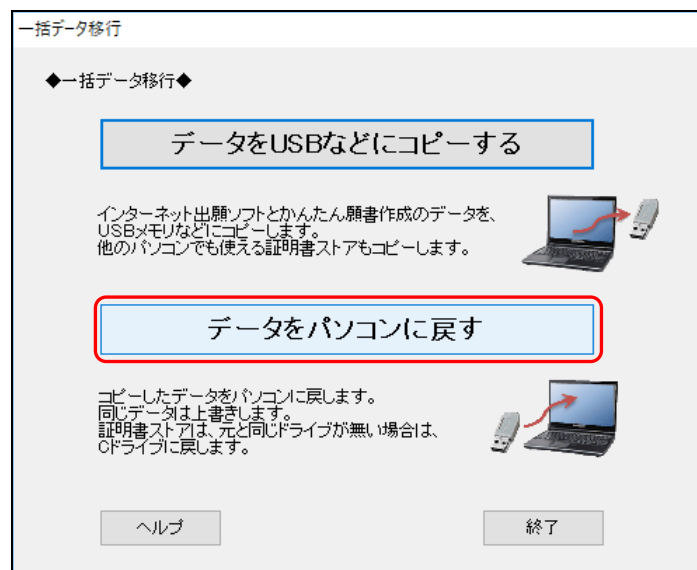 一括データ移行
◆一括データ移行◆
データをUSBなどにコピーする
インターネット出願ソフトとかんたん願書作成のデータを、
USBメモリなどにコピーします。
他のパソコンでも使える証明書ストアもコピーします。
データをパソコンに戻す
コピーしたデータをパソコンに戻します。
同じデータは上書きします。
証明書ストアは、元と同じドライブが無い場合は、
Cドライブに戻します。
ヘルプ
終了